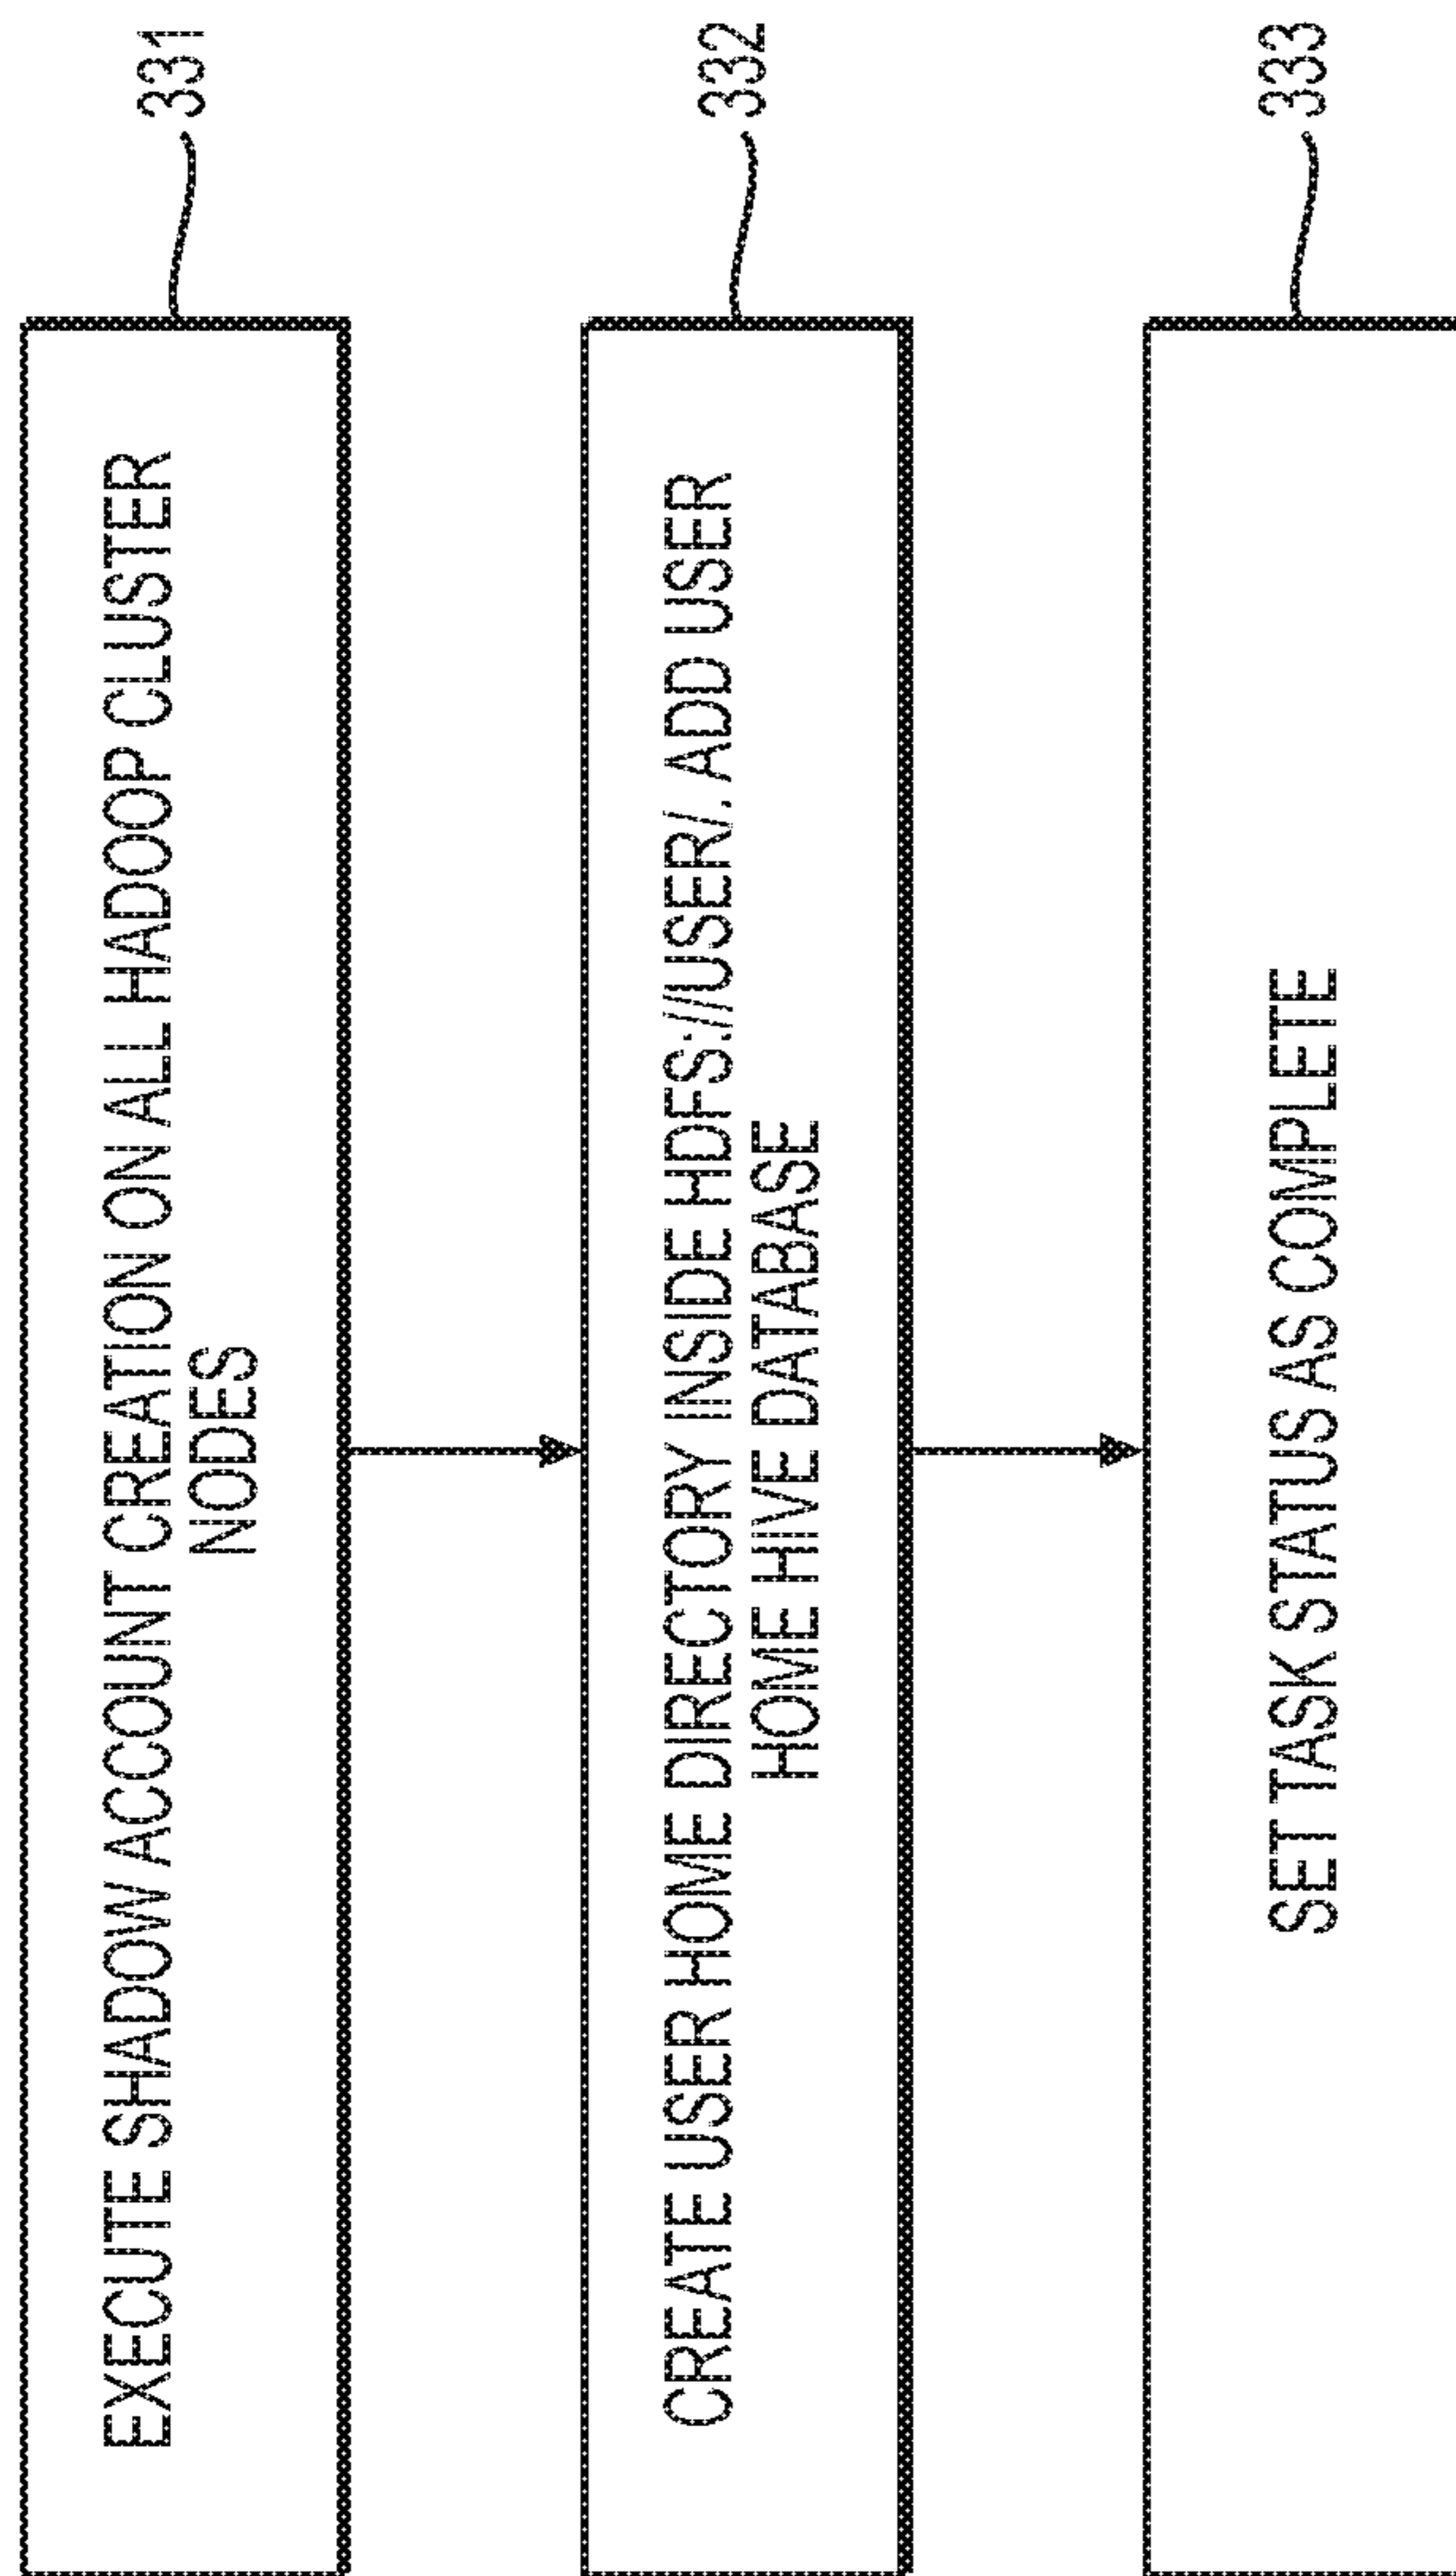 EXECUTE SHADOW ACCOUNT CREATION ON ALL HADOOP CLUSTER
NODES
331
CREATE USER HOME DIRECTORY INSIDE HDFS://USER/. ADD USER
HOME HIVE DATABASE
332
SET TASK STATUS AS COMPLETE
333